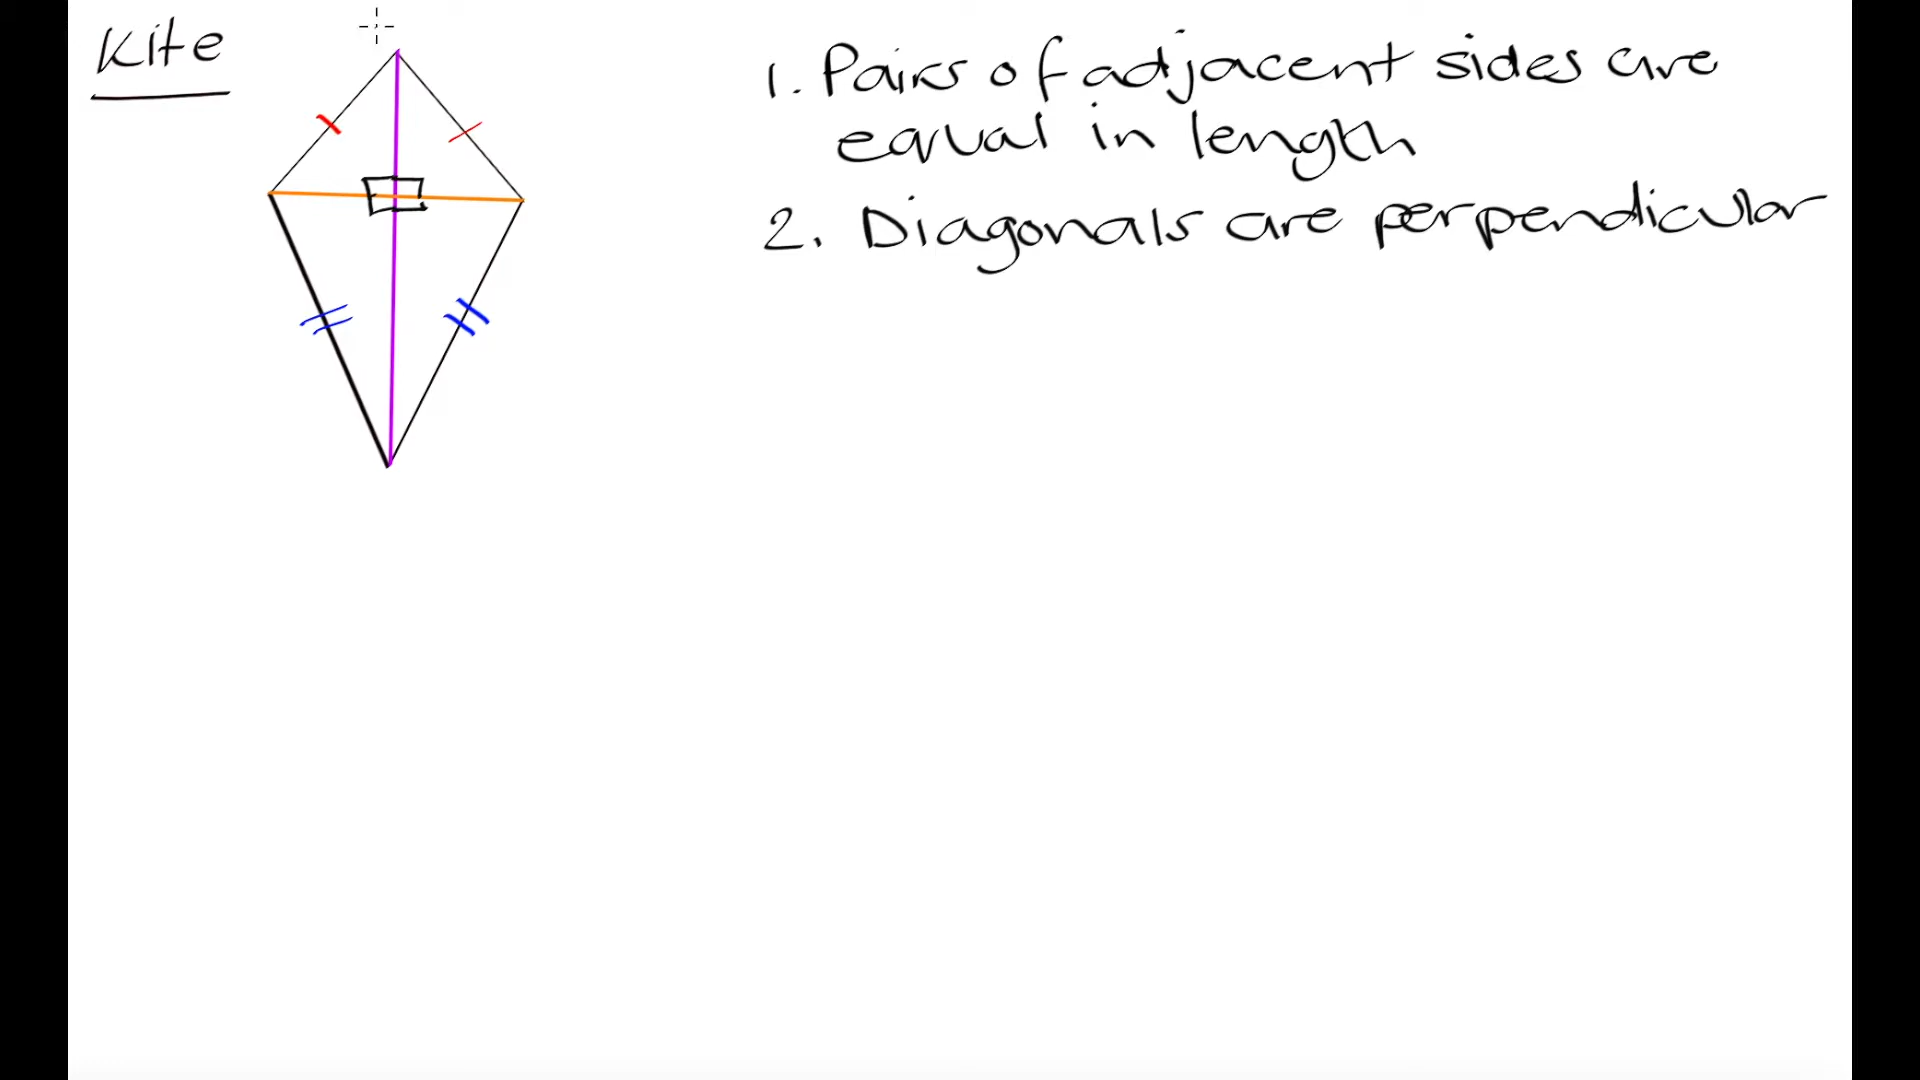 Kite
1. Pairs of adjacent sides are
equal in length
2. Diagonals are perpendicular